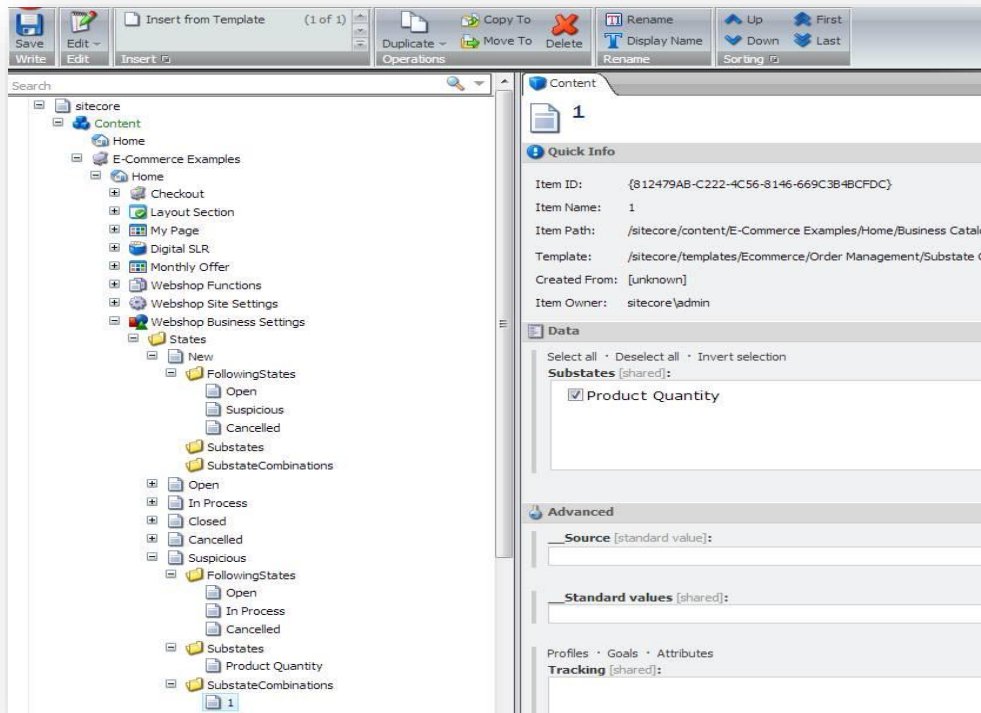 Save
Write
Edit
Edit
Insert from Template (1 of 1)
Insert
Duplicate
Copy To
Move To
Delete
Operations
Rename
Display Name
Rename
Up
Down
First
Last
Sorting
Search
sitecore
Content
Home
E-Commerce Examples
Home
Checkout
Layout Section
My Page
Digital SLR
Monthly Offer
Webshop Functions
Webshop Site Settings
Webshop Business Settings
States
New
FollowingStates
Open
Suspicious
Cancelled
Substates
SubstateCombinations
Open
In Process
Closed
Cancelled
Suspicious
FollowingStates
Open
In Process
Cancelled
Substates
Product Quantity
SubstateCombinations
1
Content
1
Quick Info
Item ID: {812479AB-C222-4C56-8146-669C3B4BCFDC}
Item Name: 1
Item Path: /sitecore/content/E-Commerce Examples/Home/Business Catal
Template: /sitecore/templates/Ecommerce/Order Management/Substate
Created From: [unknown]
Item Owner: sitecore\admin
Data
Select all · Deselect all · Invert selection
Substates [shared]:
Product Quantity
Advanced
__Source [standard value]:
__Standard values [shared]:
Profiles · Goals · Attributes
Tracking [shared]: